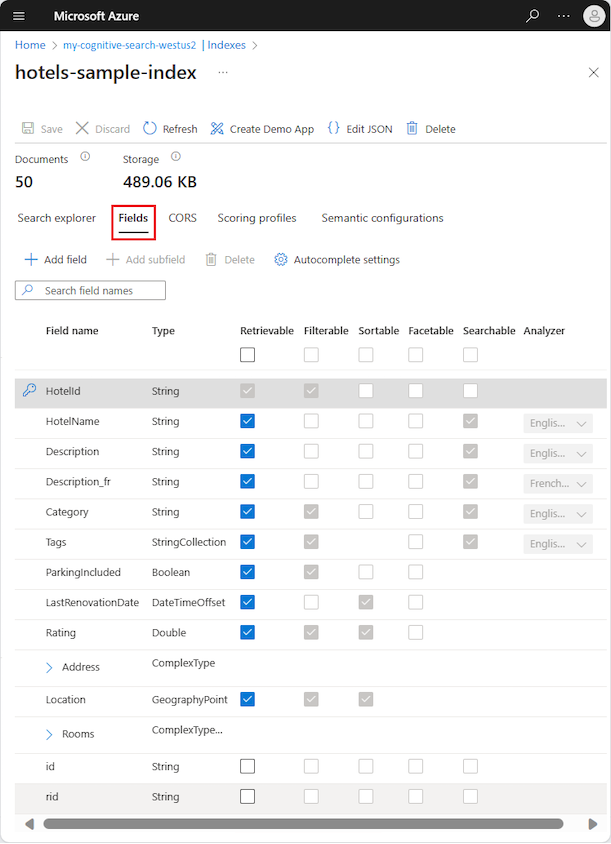 Microsoft Azure
Home > my-cognitive-search-westus2 | Indexes >
hotels-sample-index ...
Save Discard Refresh Create Demo App Edit JSON Delete
Documents Storage
50 489.06 KB
Search explorer Fields CORS Scoring profiles Semantic configurations
Add field Add subfield Delete Autocomplete settings
Search field names
Field name Type Retrievable Filterable Sortable Facetable Searchable Analyzer
HotelId String
HotelName String Englis...
Description String Englis...
Description_fr String French...
Category String Englis...
Tags StringCollection Englis...
ParkingIncluded Boolean
LastRenovationDate DateTimeOffset
Rating Double
Address ComplexType
Location GeographyPoint
Rooms ComplexType...
id String
rid String